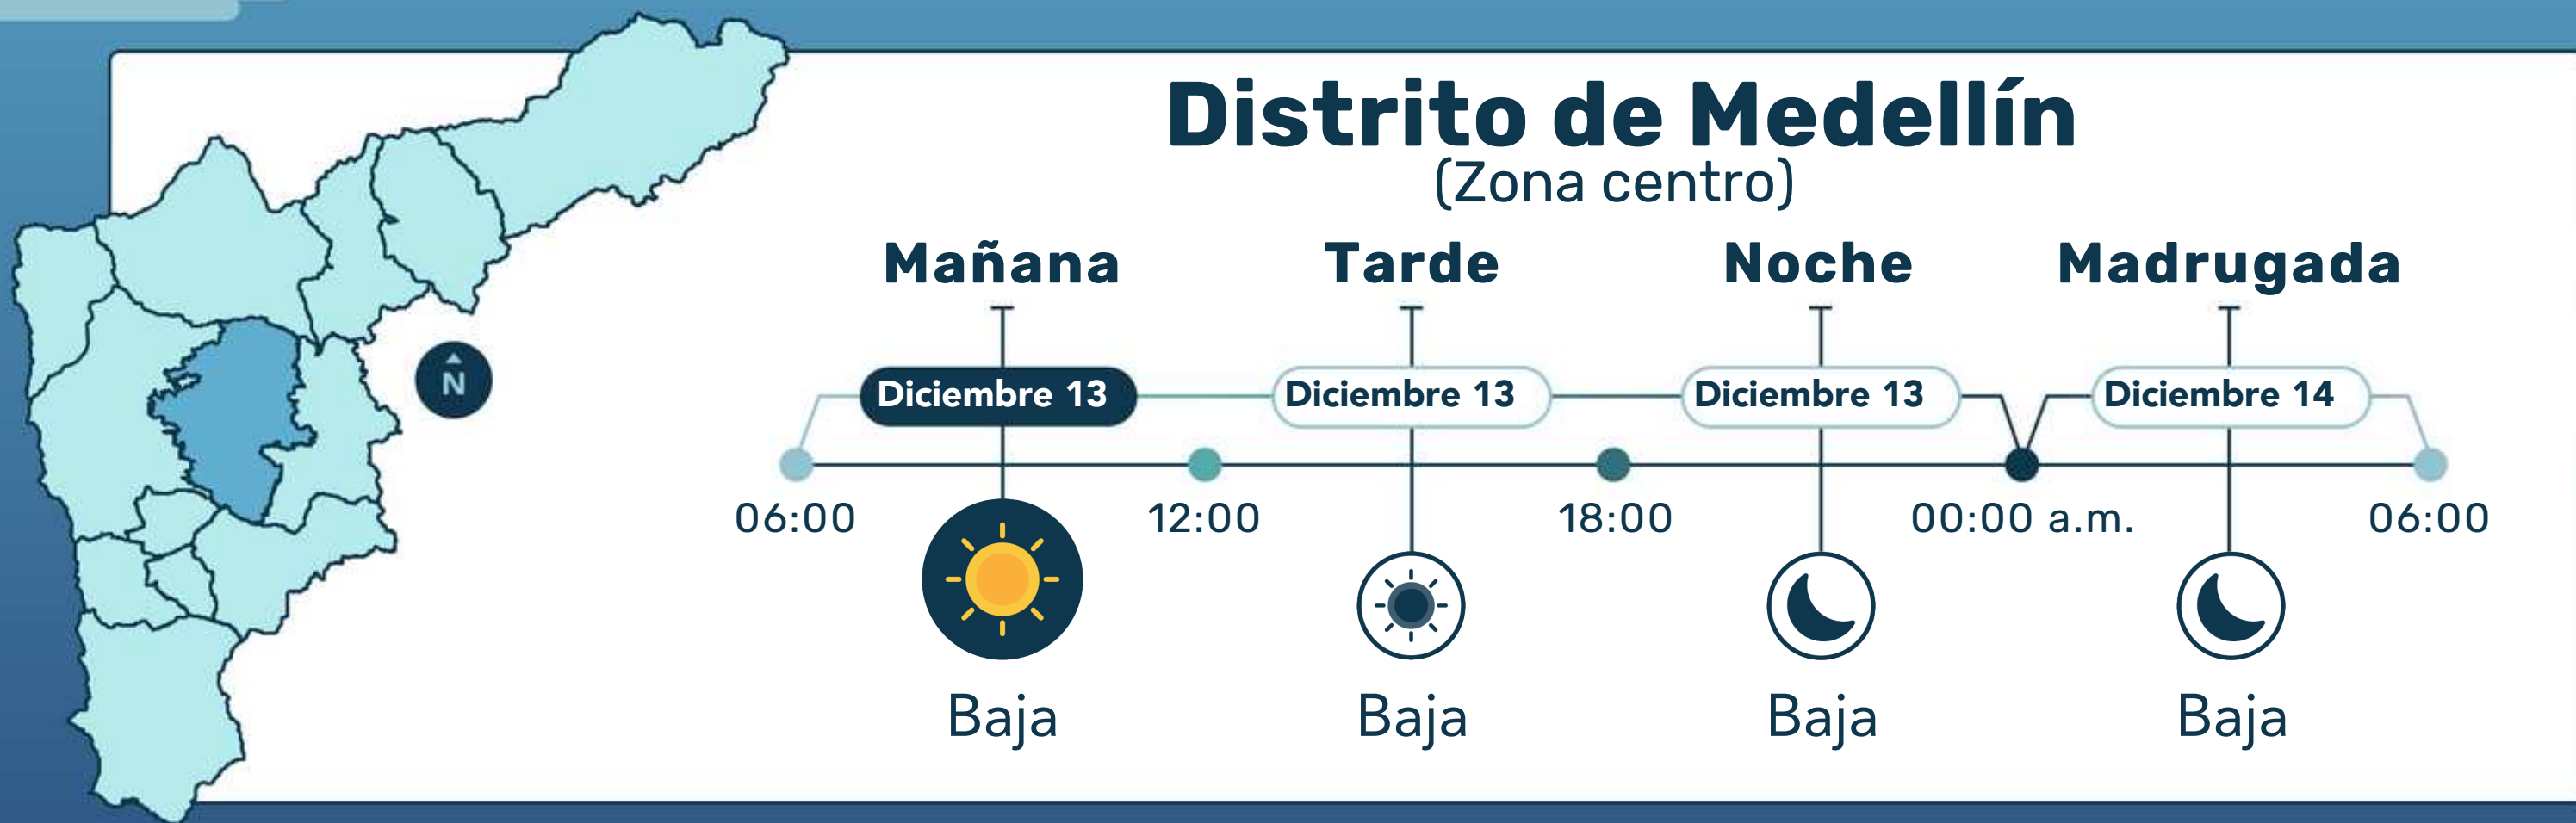 Distrito de Medellín
(Zona centro)
Mañana Tarde Noche Madrugada
N
Diciembre 13 Diciembre 13 Diciembre 13 Diciembre 14
06:00 12:00 18:00 00:00 a.m. 06:00
Baja Baja Baja Baja